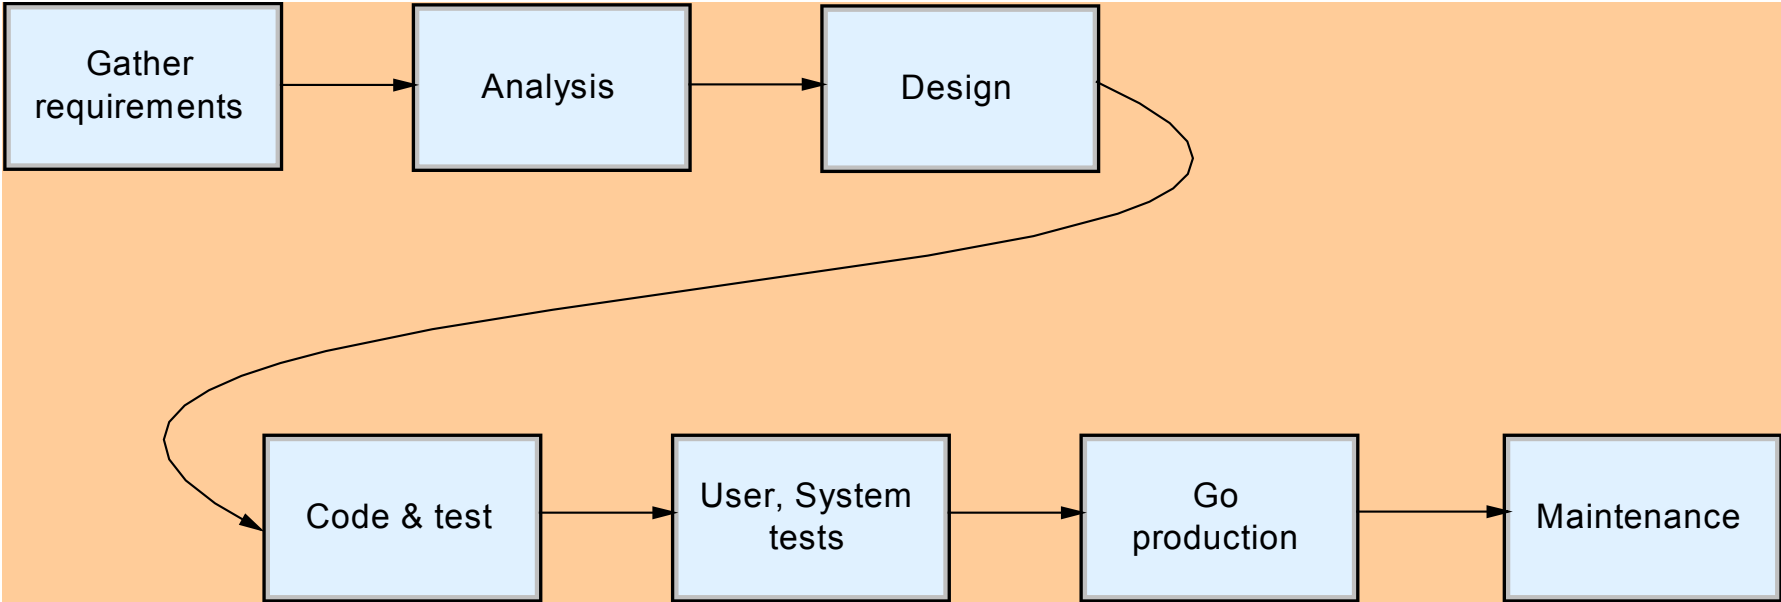 Gather
requirements
Analysis
Design
Code & test
User, System
tests
Go
production
Maintenance